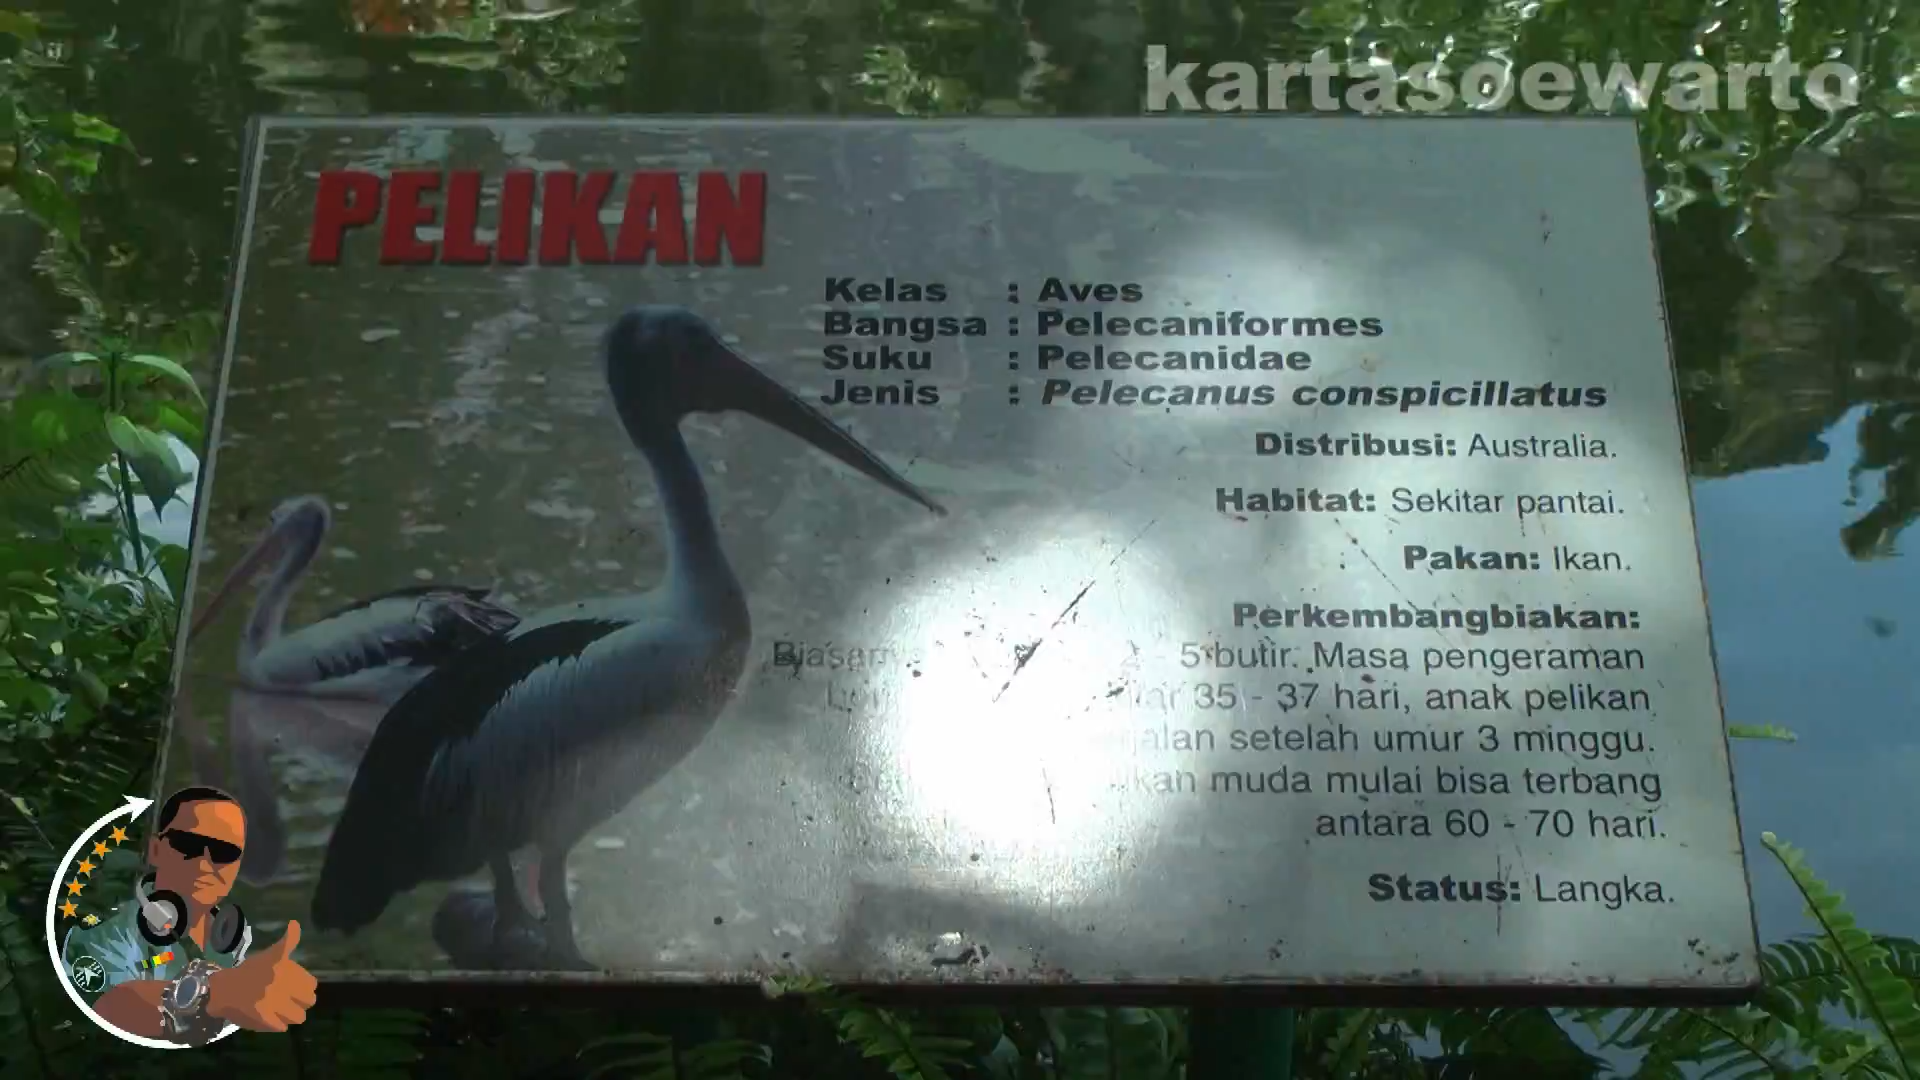 kartasoewarto
PELIKAN
Kelas : Aves
Bangsa : Pelecaniformes
Suku : Pelecanidae
Jenis : Pelecanus conspicillatus
Distribusi: Australia.
Habitat: Sekitar pantai.
Pakan: Ikan.
Perkembangbiakan:
5 butir. Masa pengeraman
35 - 37 hari, anak pelikan
setelah umur 3 minggu.
muda mulai bisa terbang
antara 60 - 70 hari.
Status: Langka.